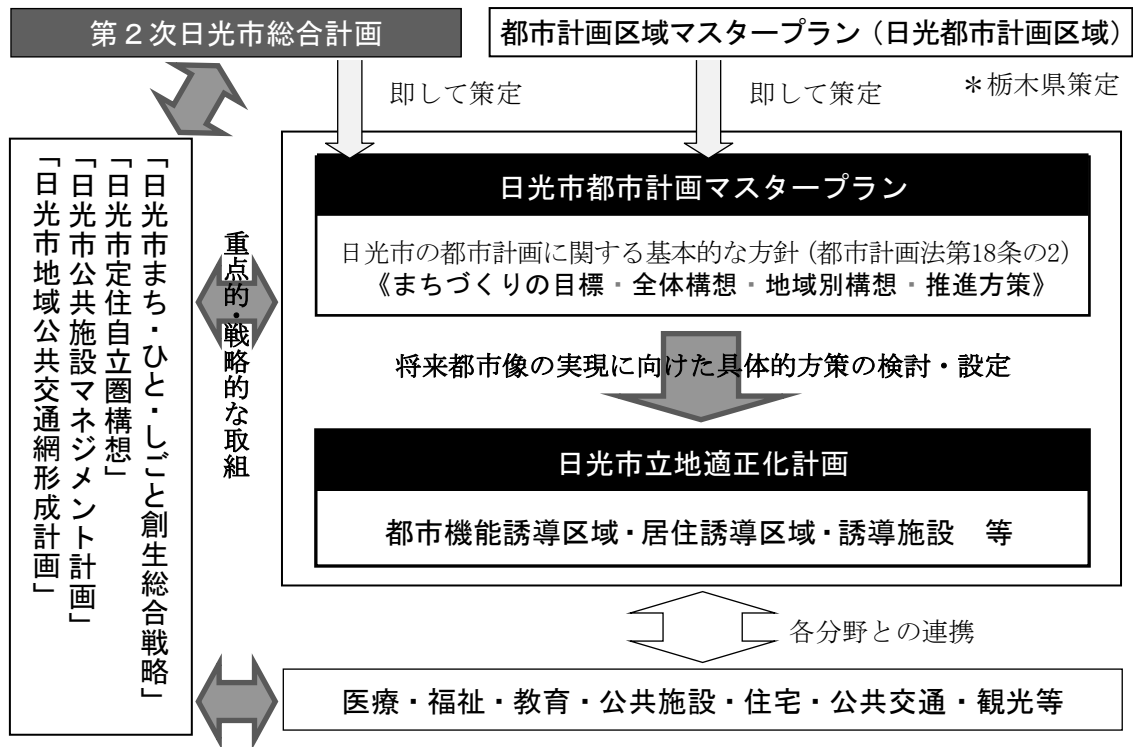 第２次日光市総合計画
都市計画区域マスタープラン（日光都市計画区域）
即して策定
即して策定
＊栃木県策定
「日光市まち・ひと・しごと創生総合戦略」
「日光市定住自立圏構想」
「日光市公共施設マネジメント計画」
「日光市地域公共交通網形成計画」
重点的・戦略的な取組
日光市都市計画マスタープラン
日光市の都市計画に関する基本的な方針（都市計画法第18条の2）
《まちづくりの目標・全体構想・地域別構想・推進方策》
将来都市像の実現に向けた具体的方策の検討・設定
日光市立地適正化計画
都市機能誘導区域・居住誘導区域・誘導施設　等
各分野との連携
医療・福祉・教育・公共施設・住宅・公共交通・観光等